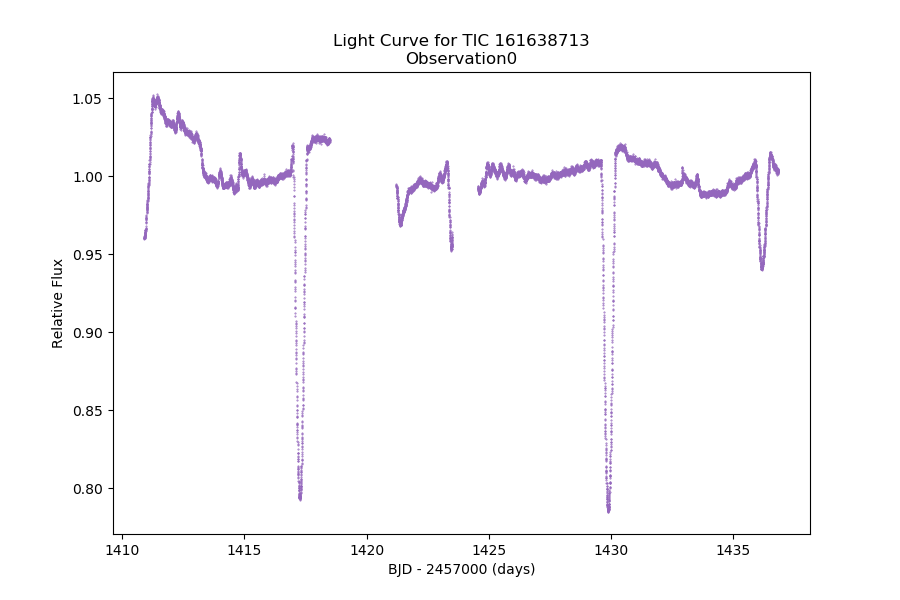 Light Curve for TIC 161638713
Observation0
Relative Flux
1.05
1.00
0.95
0.90
0.85
0.80
1410 1415 1420 1425 1430 1435
BJD - 2457000 (days)